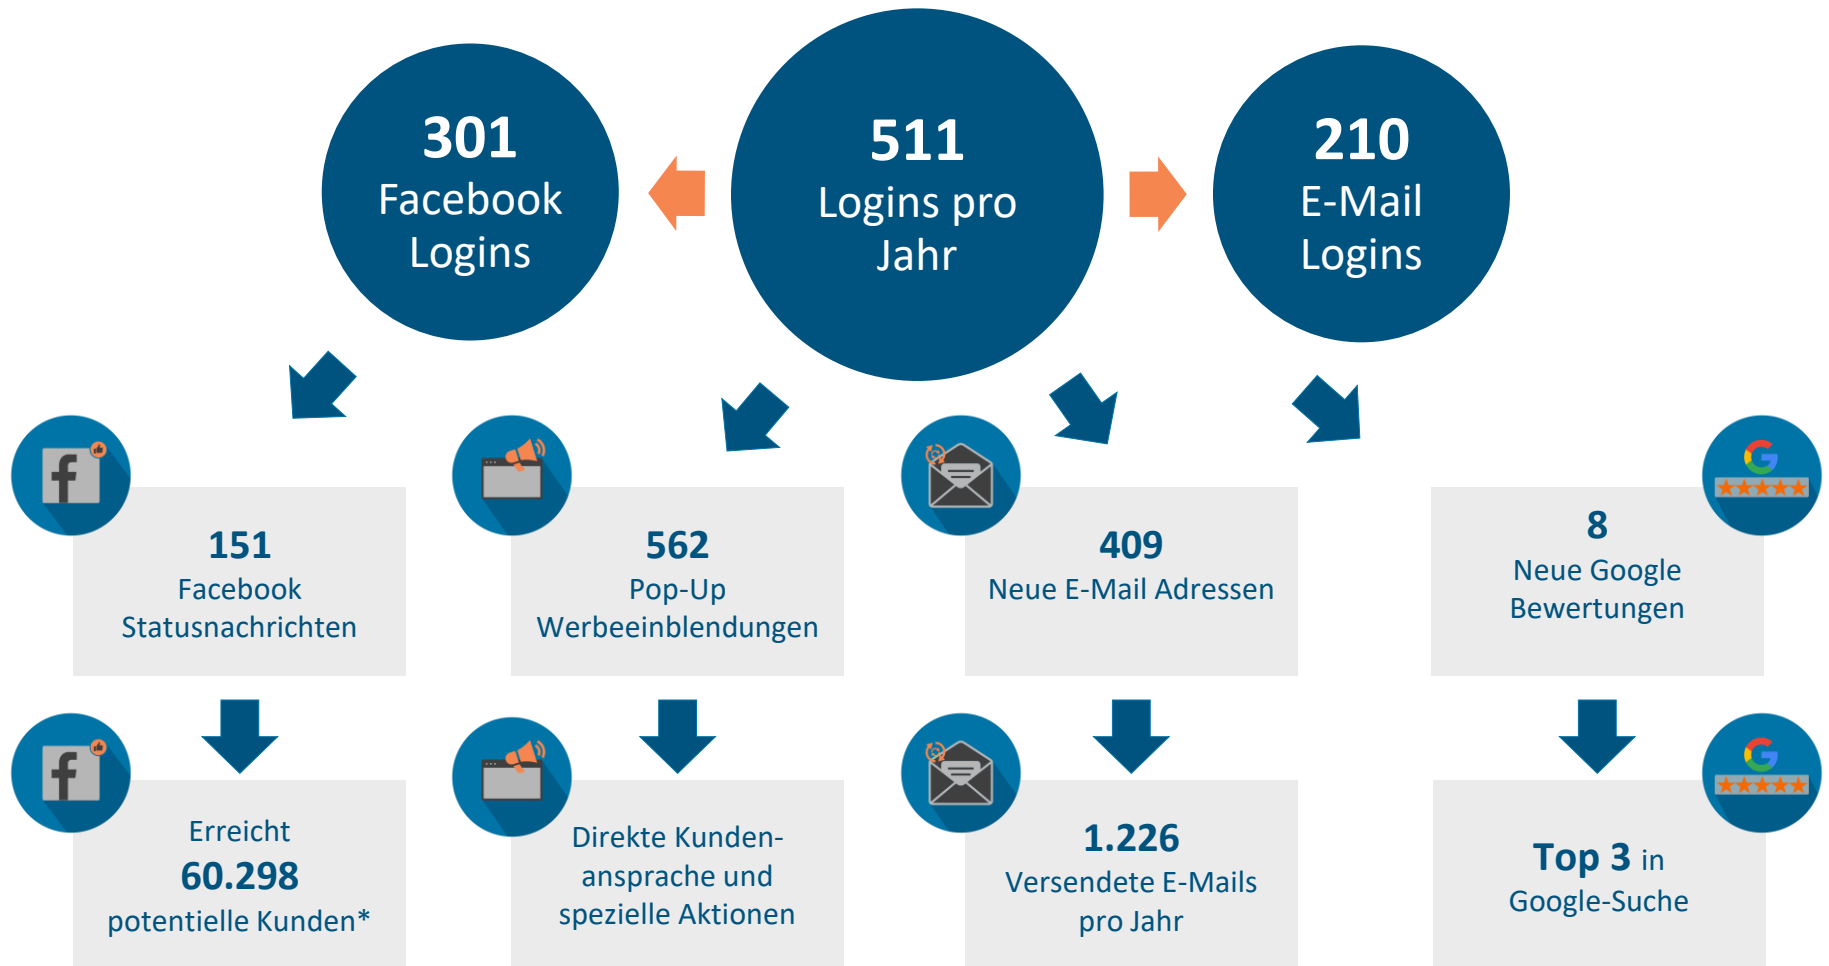 301
Facebook
Logins
511
Logins pro
Jahr
210
E-Mail
Logins
151
Facebook
Statusnachrichten
562
Pop-Up
Werbeeinblendungen
409
Neue E-Mail Adressen
8
Neue Google
Bewertungen
Erreicht
60.298
potentielle Kunden*
Direkte Kunden-
ansprache und
spezielle Aktionen
1.226
Versendete E-Mails
pro Jahr
Top 3 in
Google-Suche